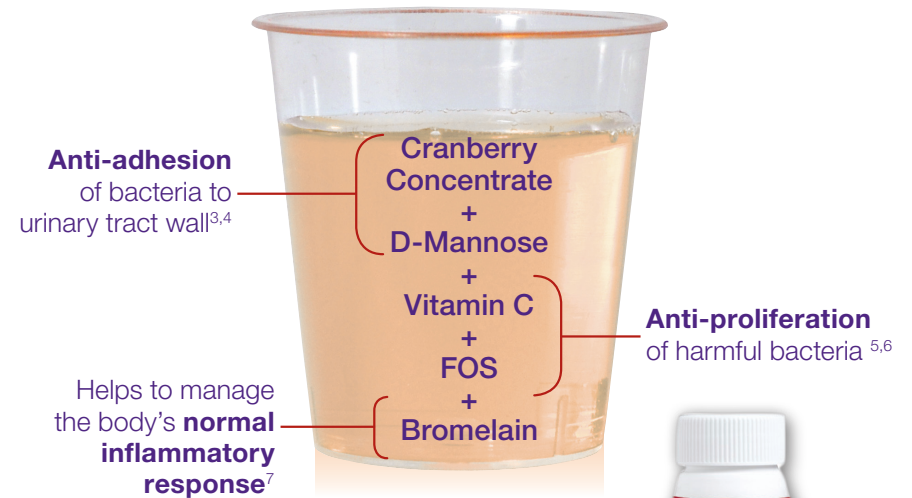 Anti-adhesion
of bacteria to
urinary tract wall3,4
Cranberry
Concentrate
+
D-Mannose
+
Vitamin C
+
FOS
+
Bromelain
Anti-proliferation
of harmful bacteria 5,6
Helps to manage
the body's normal
inflammatory
response7